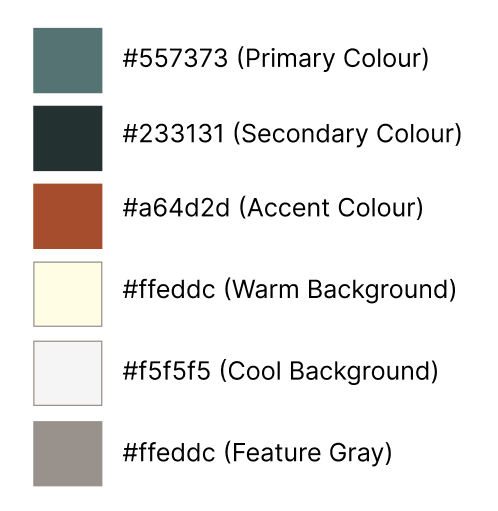 #557373 (Primary Colour)
#233131 (Secondary Colour)
#a64d2d (Accent Colour)
#ffeddc (Warm Background)
#f5f5f5 (Cool Background)
#ffeddc (Feature Gray)